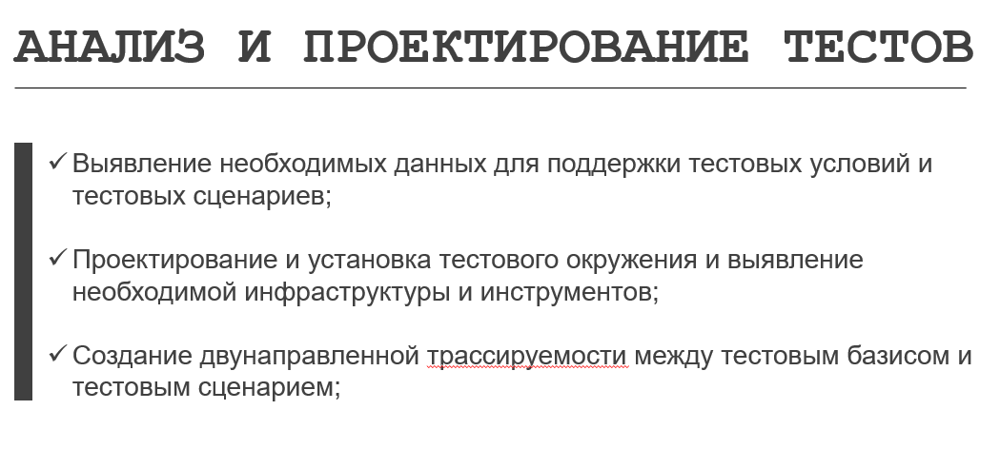 АНАЛИЗ И ПРОЕКТИРОВАНИЕ ТЕСТОВ
✓ Выявление необходимых данных для поддержки тестовых условий и
тестовых сценариев;
✓ Проектирование и установка тестового окружения и выявление
необходимой инфраструктуры и инструментов;
✓ Создание двунаправленной трассируемости между тестовым базисом и
тестовым сценарием;